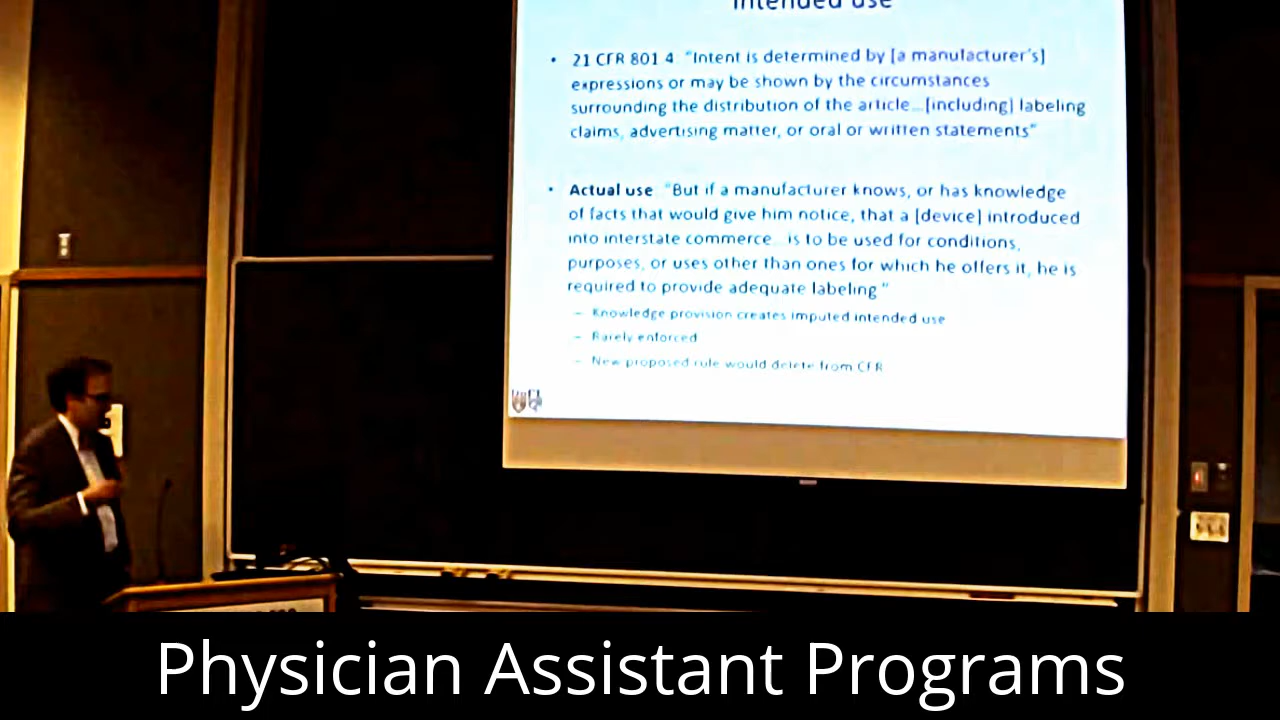 Intended use
• 21 CFR 801 4 "Intent is determined by [a manufacturer's]
expressions or may be shown by the circumstances
surrounding the distribution of the article...[including] labeling
claims, advertising matter, or oral or written statements"
• Actual use "But if a manufacturer knows, or has knowledge
of facts that would give him notice, that a [device] introduced
into interstate commerce...is to be used for conditions,
purposes, or uses other than ones for which he offers it, he is
required to provide adequate labeling"
– Knowledge provision creates imputed intended use
– Rarely enforced
– New proposed rule would delete from CFR
Physician Assistant Programs